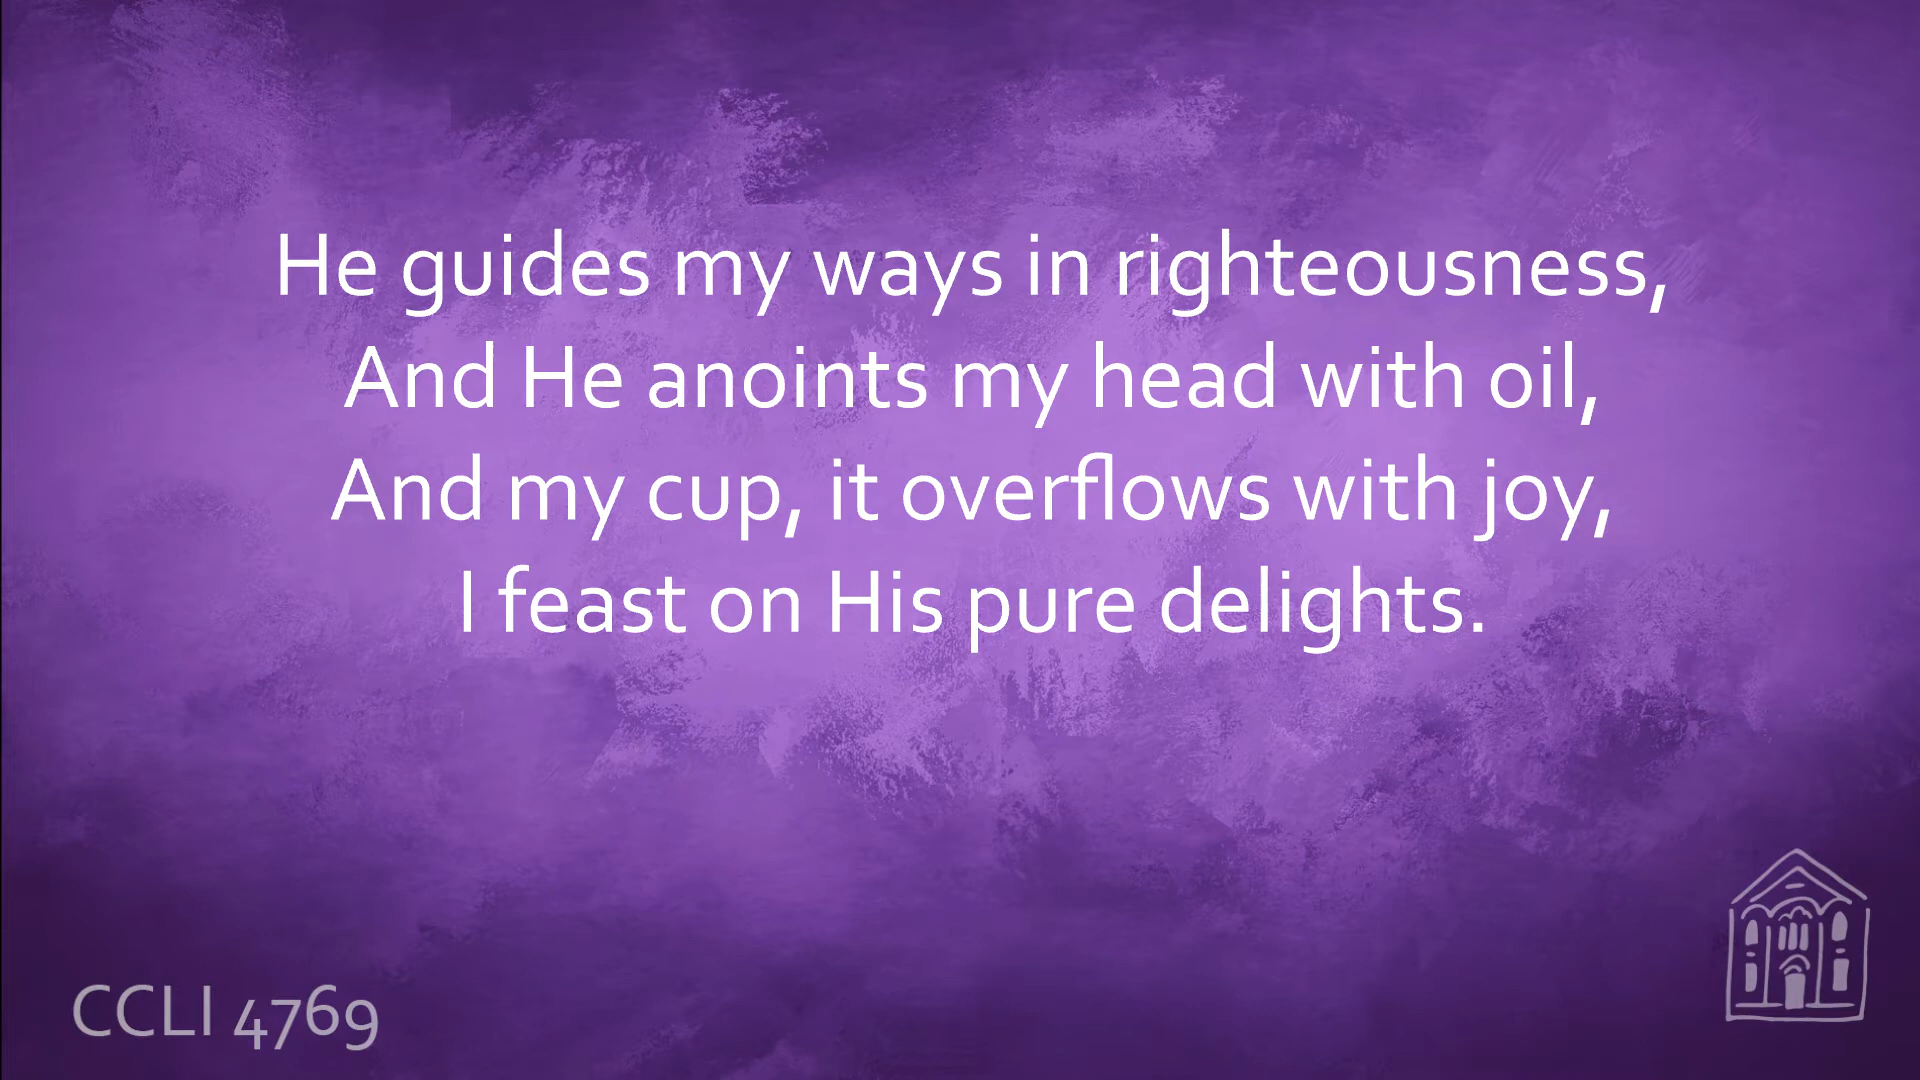 He guides my ways in righteousness,
And He anoints my head with oil,
And my cup, it overflows with joy,
I feast on His pure delights.
CCLI 4769